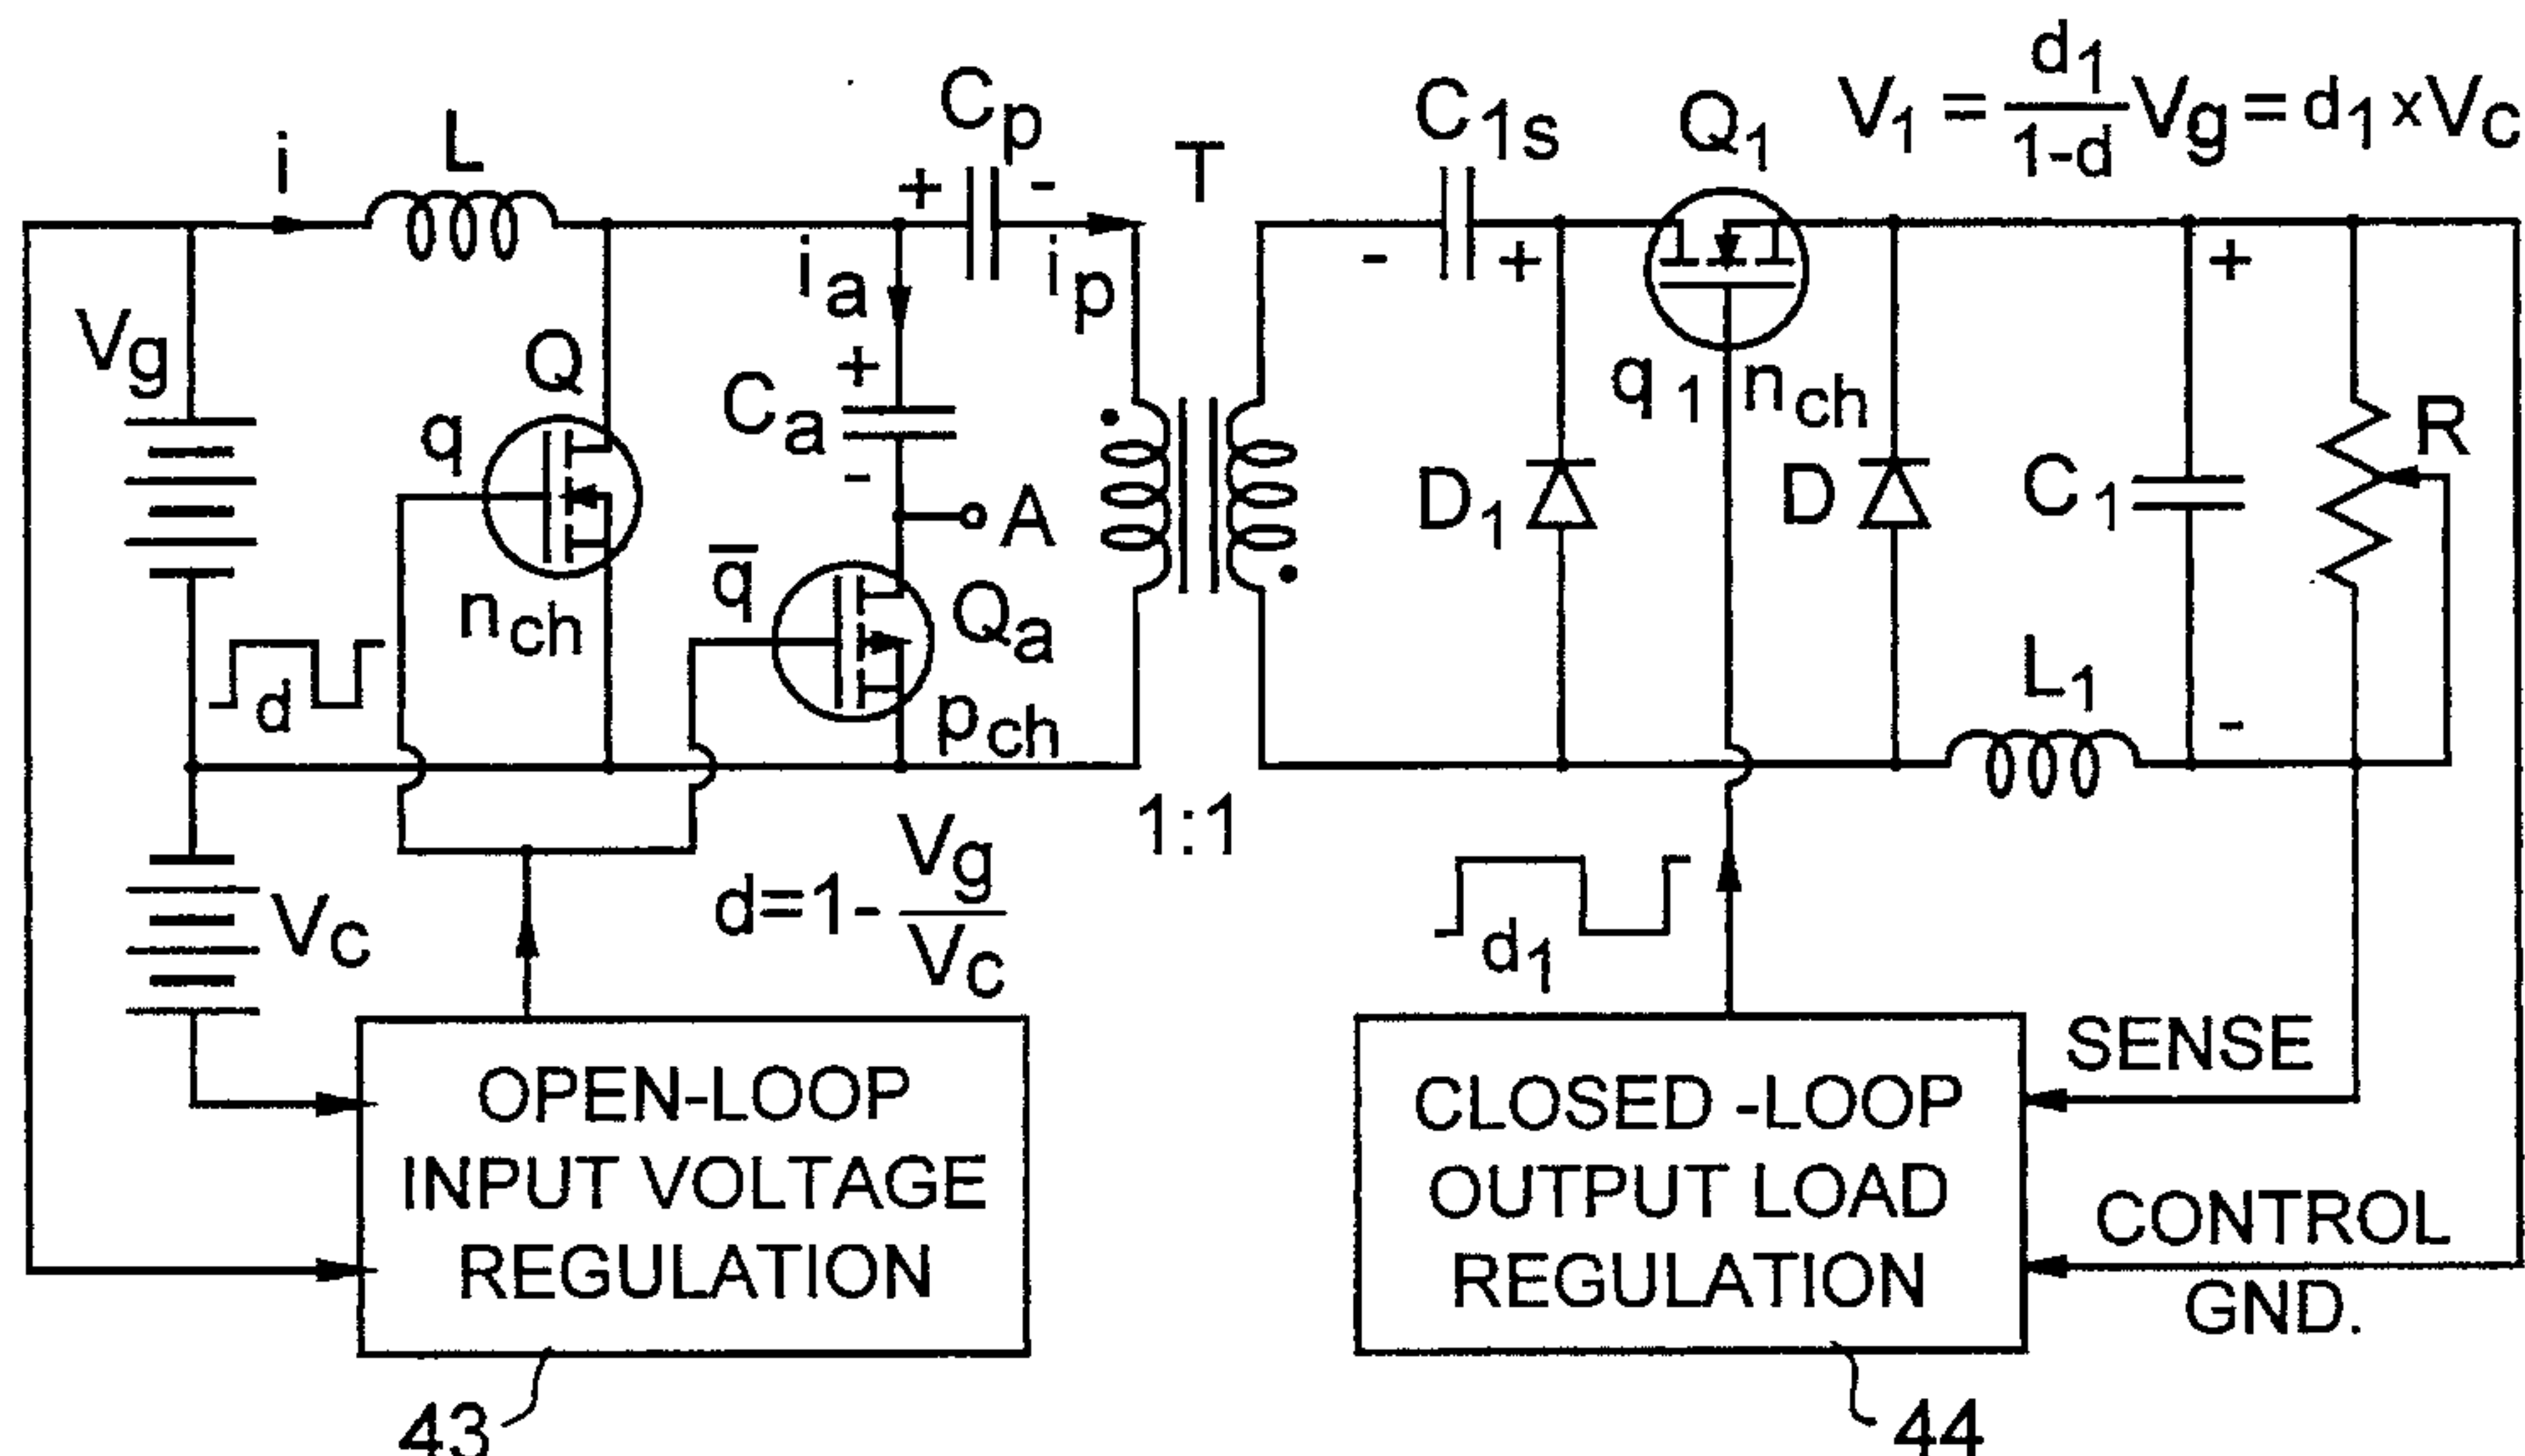 i
L
Cp
+
-
ip
T
C1s
-
+
Q1
V1 = d1/(1-d) Vg = d1 xVc
Vg
Q
q
nch
ia
+
Ca
-
A
q̅
Qa
pch
d
q1
nch
D1
D
C1
+
-
R
L1
1:1
Vc
d=1- Vg/Vc
d1
OPEN-LOOP
INPUT VOLTAGE
REGULATION
43
CLOSED -LOOP
OUTPUT LOAD
REGULATION
44
SENSE
CONTROL
GND.